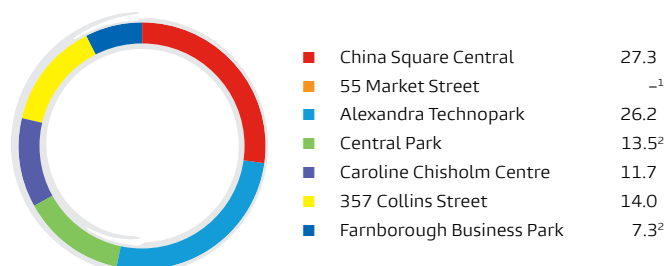 China Square Central 27.3
55 Market Street –¹
Alexandra Technopark 26.2
Central Park 13.5²
Caroline Chisholm Centre 11.7
357 Collins Street 14.0
Farnborough Business Park 7.3²